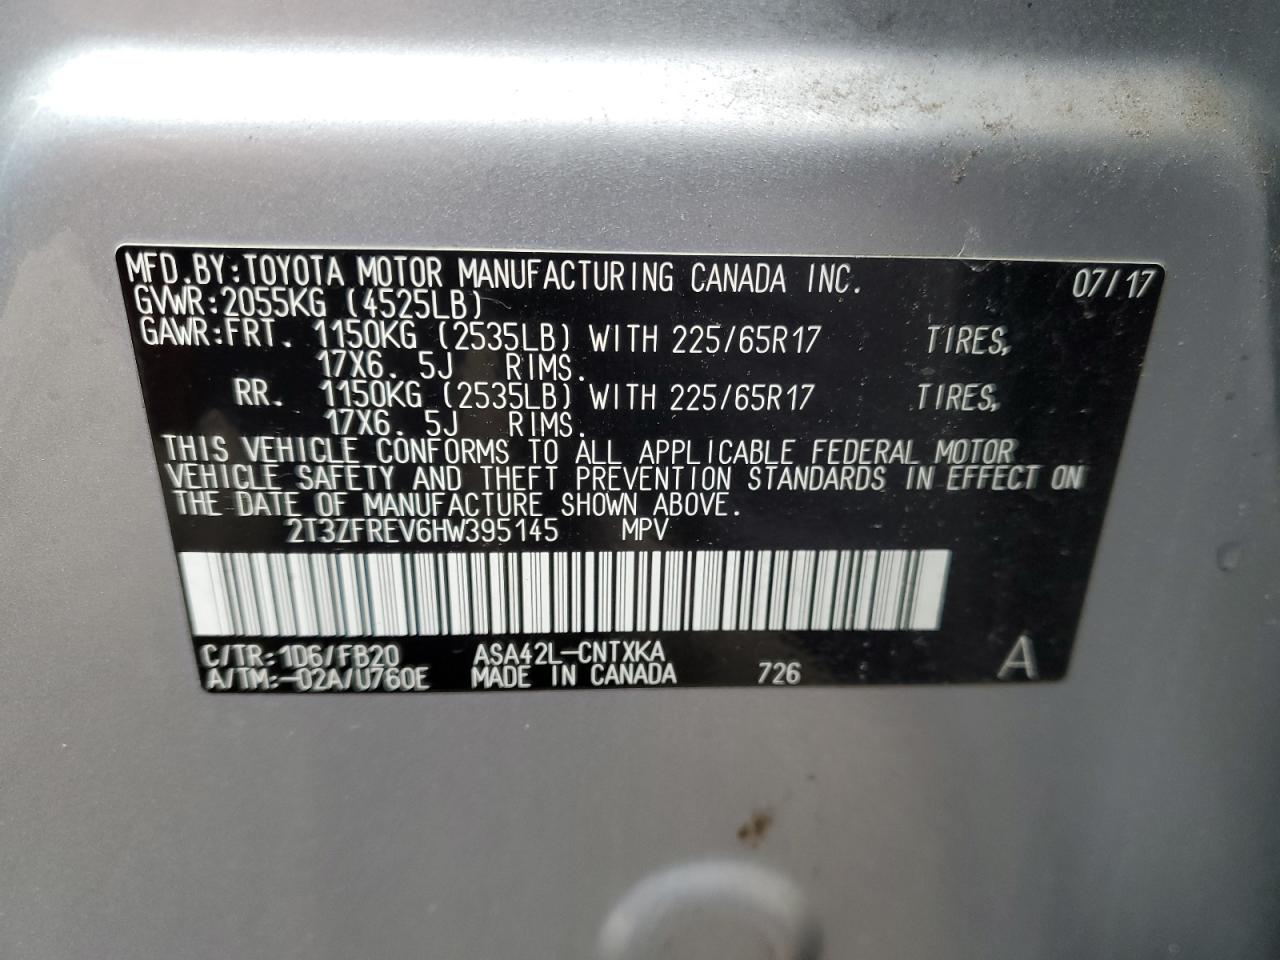 MFD.BY:TOYOTA MOTOR MANUFACTURING CANADA INC. 07/17
GVWR:2055KG (4525LB)
GAWR:FRT. 1150KG (2535LB) WITH 225/65R17 TIRES,
17X6. 5J RIMS.
RR. 1150KG (2535LB) WITH 225/65R17 TIRES,
17X6. 5J RIMS.
THIS VEHICLE CONFORMS TO ALL APPLICABLE FEDERAL MOTOR
VEHICLE SAFETY AND THEFT PREVENTION STANDARDS IN EFFECT ON
THE DATE OF MANUFACTURE SHOWN ABOVE.
2T3ZFREV6HW395145 MPV
C/TR:1D6/FB20 ASA42L-CNTXKA
A/TM:-02A/U760E MADE IN CANADA 726 A